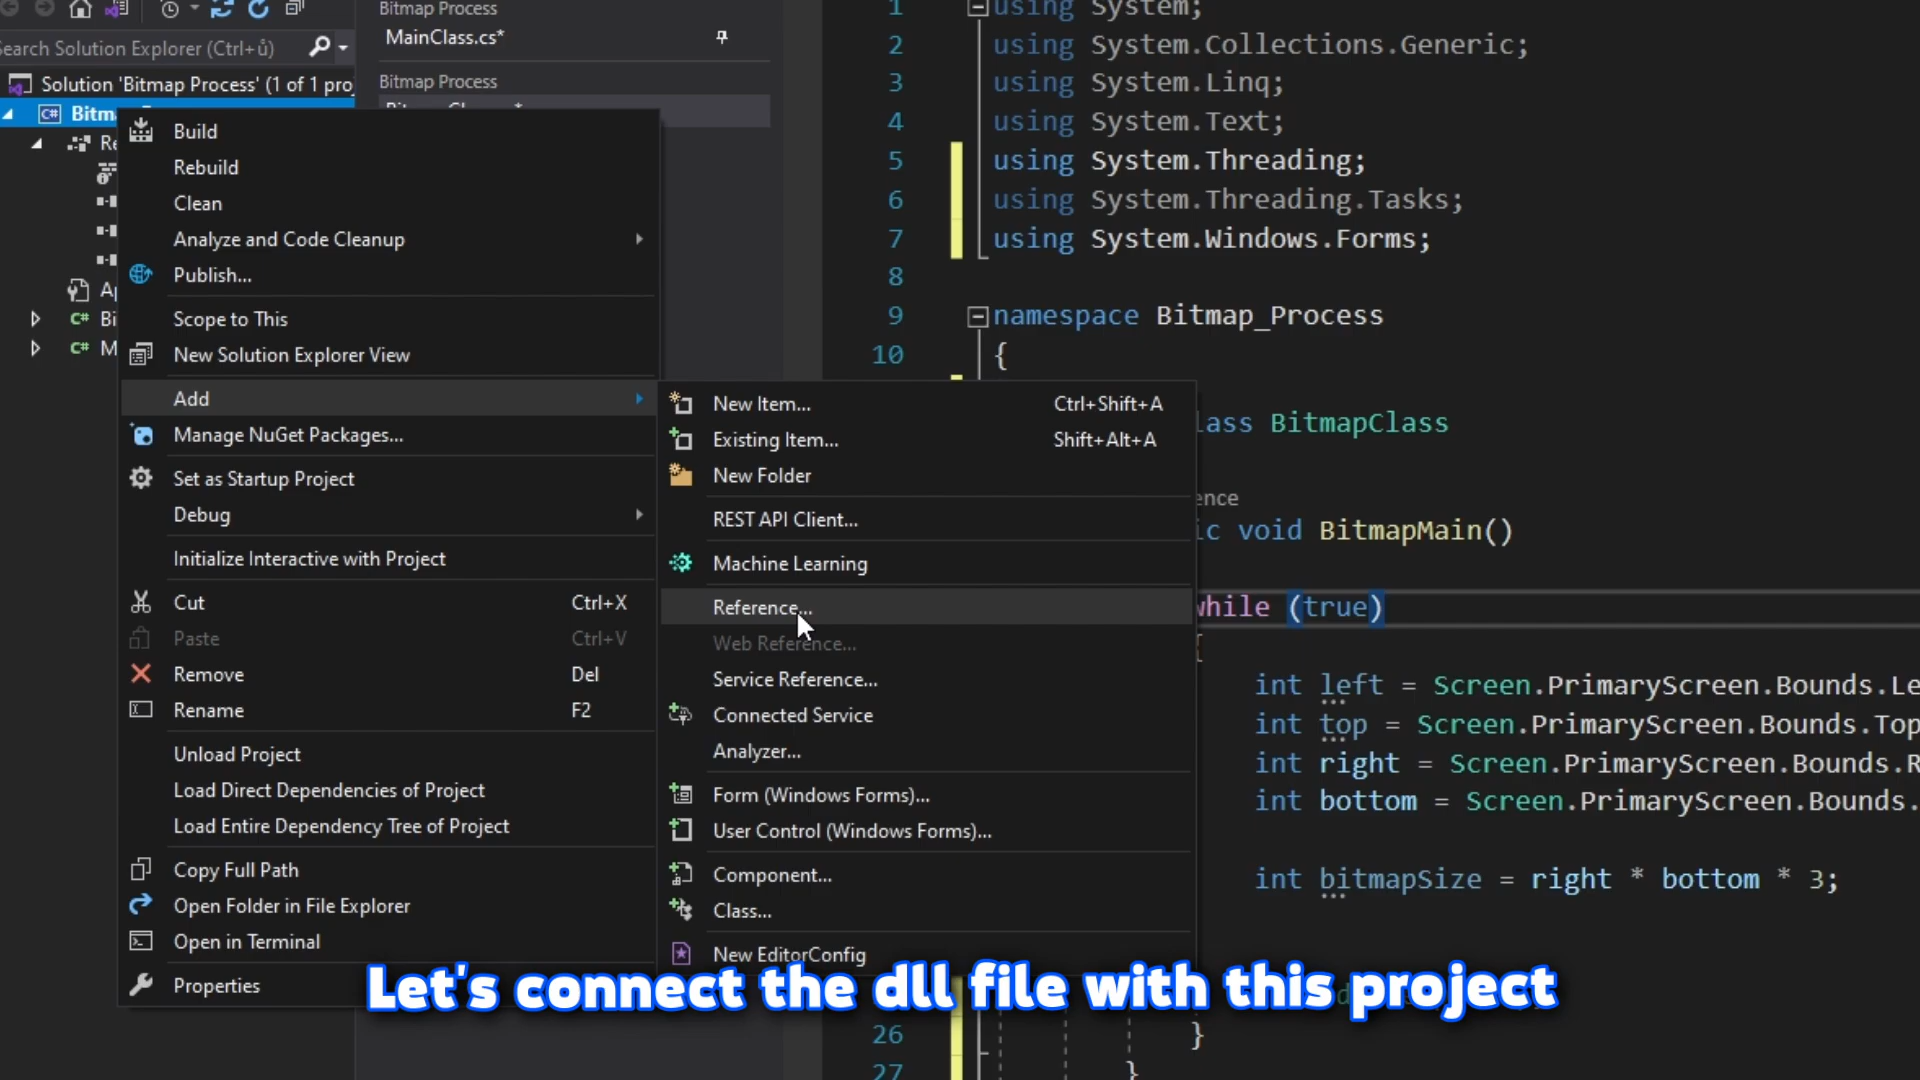 Search Solution Explorer (Ctrl+ů)
Solution 'Bitmap Process' (1 of 1 pro
Bitm
Re
Ap
C# Bi
C# M
Bitmap Process
MainClass.cs*
Bitmap Process
Build
Rebuild
Clean
Analyze and Code Cleanup
Publish...
Scope to This
New Solution Explorer View
Add
Manage NuGet Packages...
Set as Startup Project
Debug
Initialize Interactive with Project
Cut Ctrl+X
Paste Ctrl+V
Remove Del
Rename F2
Unload Project
Load Direct Dependencies of Project
Load Entire Dependency Tree of Project
Copy Full Path
Open Folder in File Explorer
Open in Terminal
Properties
New Item... Ctrl+Shift+A
Existing Item... Shift+Alt+A
New Folder
REST API Client...
Machine Learning
Reference...
Web Reference...
Service Reference...
Connected Service
Analyzer...
Form (Windows Forms)...
User Control (Windows Forms)...
Component...
Class...
New EditorConfig
1 using System;
2 using System.Collections.Generic;
3 using System.Linq;
4 using System.Text;
5 using System.Threading;
6 using System.Threading.Tasks;
7 using System.Windows.Forms;
8
9 namespace Bitmap_Process
10 {
lass BitmapClass
ence
ic void BitmapMain()
while (true)
{
int left = Screen.PrimaryScreen.Bounds.Le
int top = Screen.PrimaryScreen.Bounds.Top
int right = Screen.PrimaryScreen.Bounds.R
int bottom = Screen.PrimaryScreen.Bounds.
int bitmapSize = right * bottom * 3;
26 }
27 }
Let's connect the dll file with this project